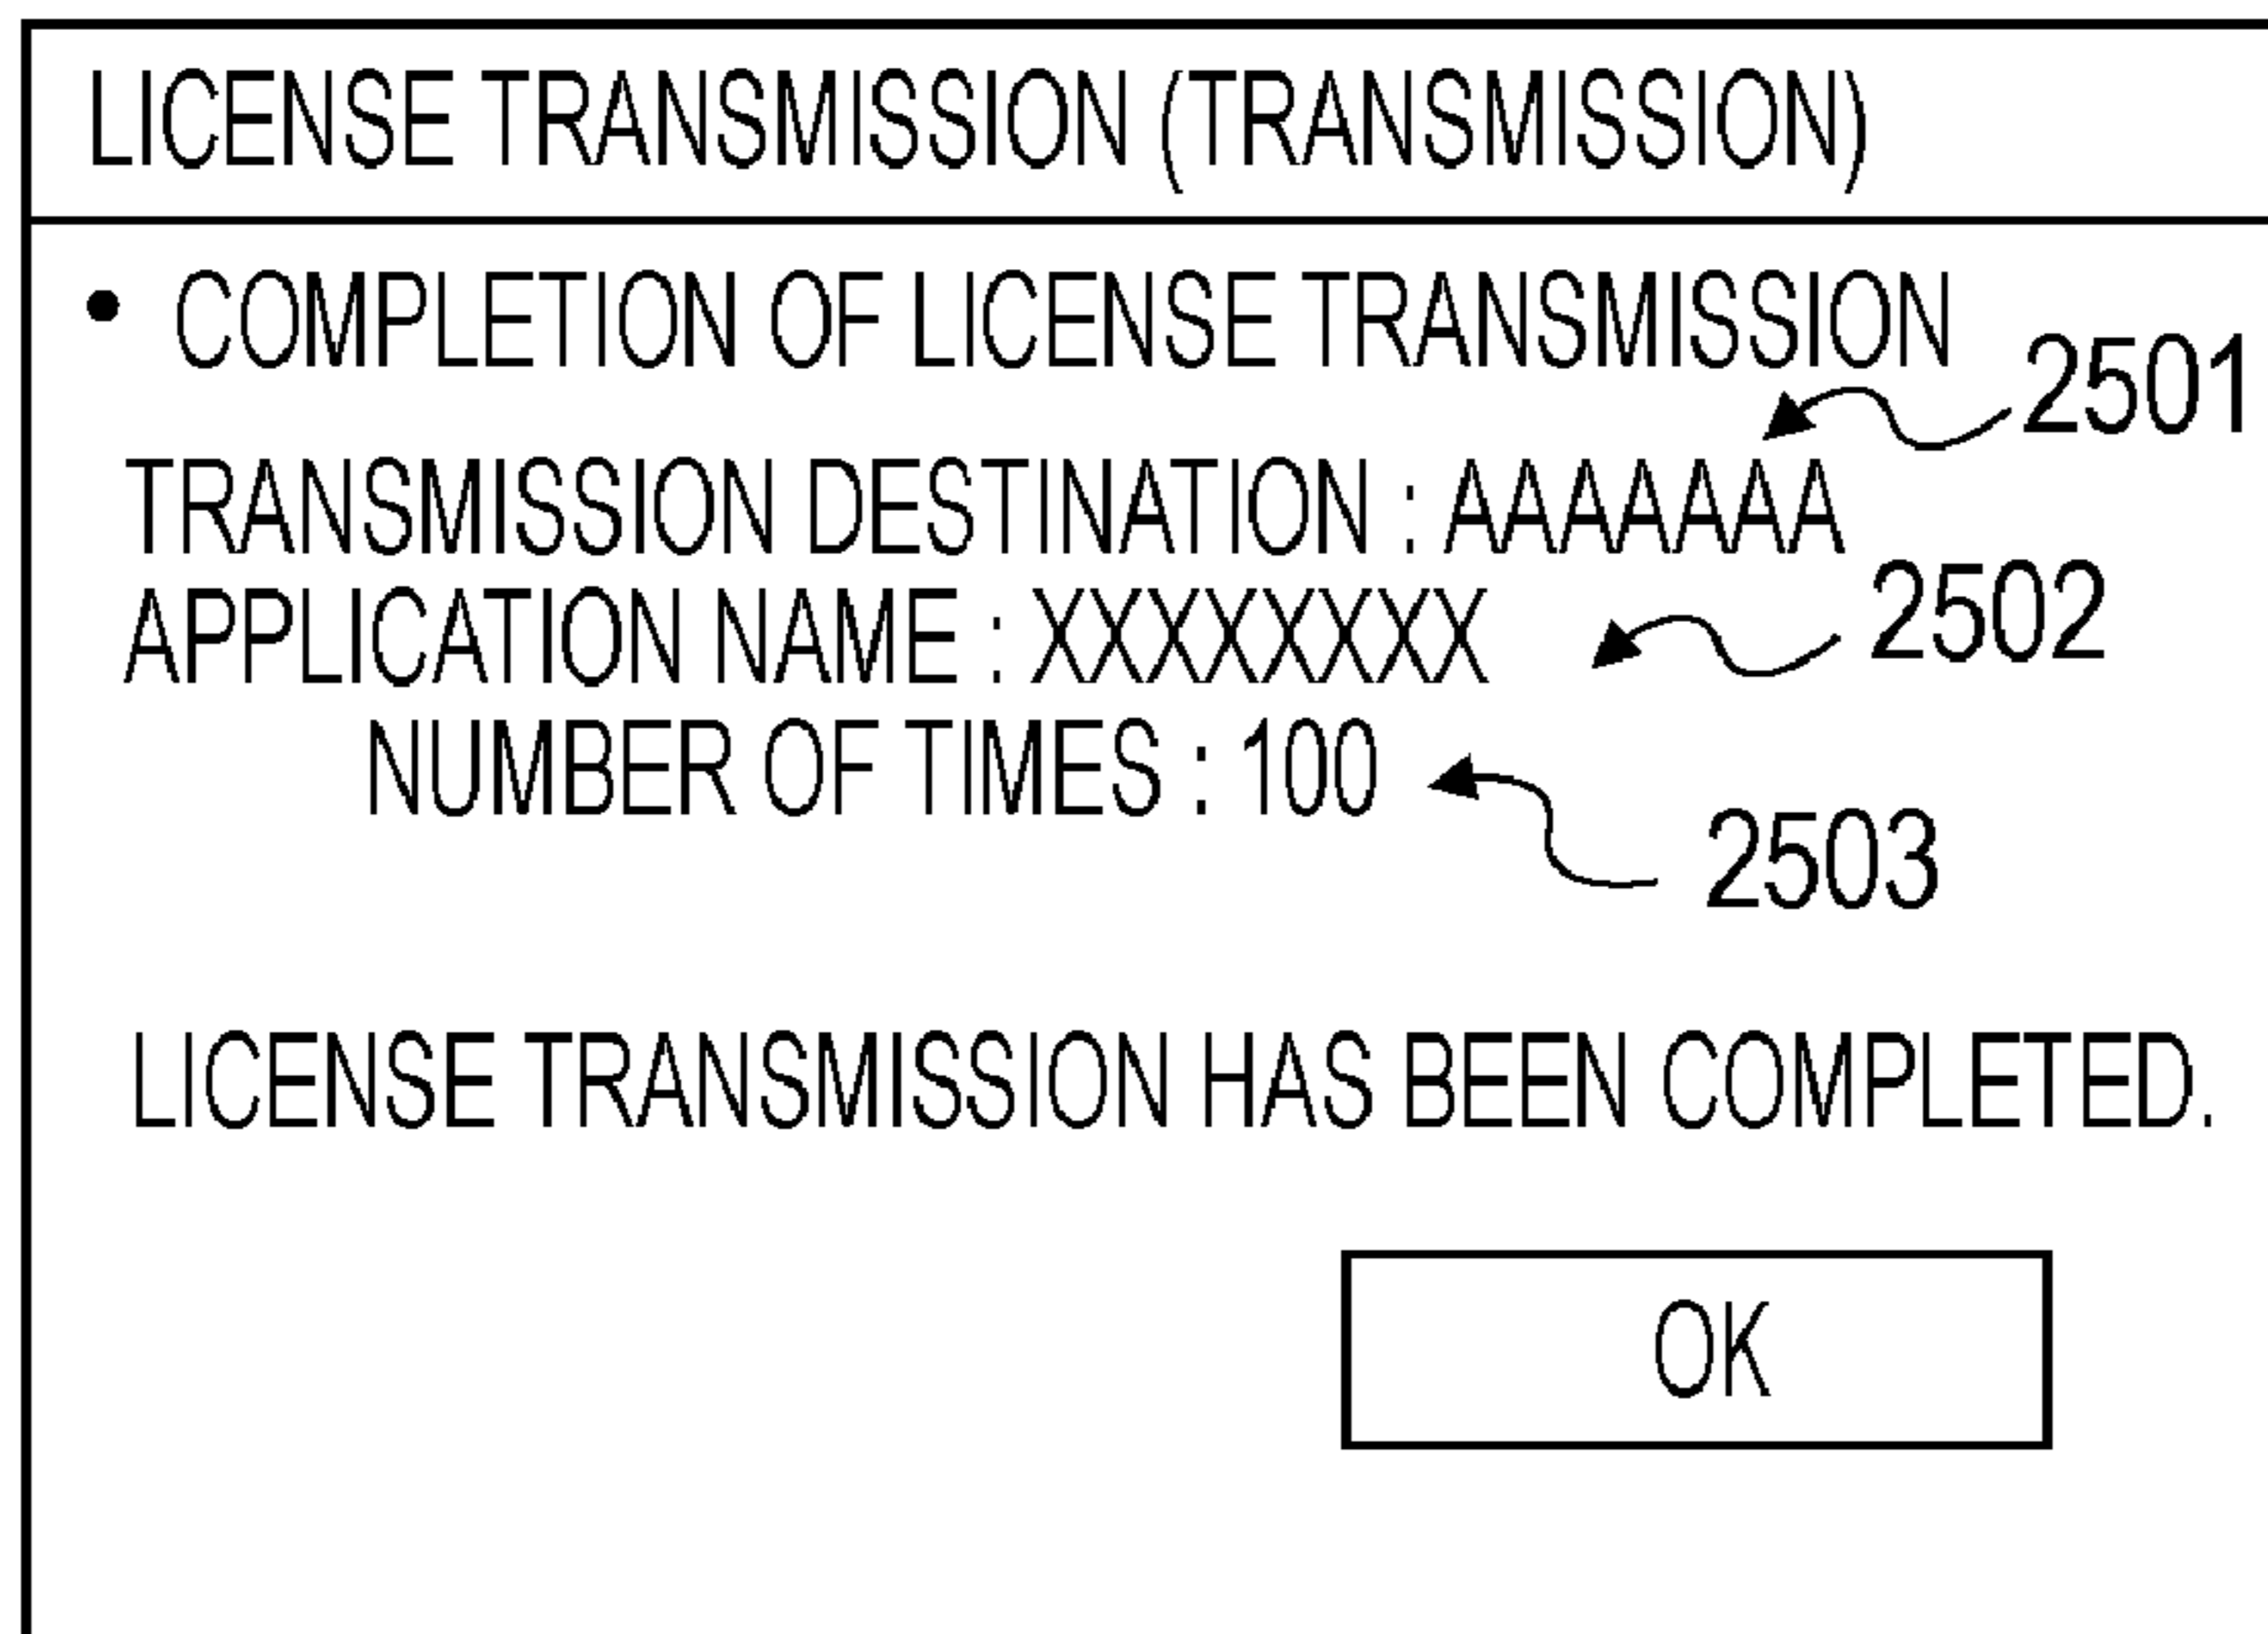 LICENSE TRANSMISSION (TRANSMISSION)
• COMPLETION OF LICENSE TRANSMISSION
2501
TRANSMISSION DESTINATION : AAAAAAA
2502
APPLICATION NAME : XXXXXXXX
NUMBER OF TIMES : 100
2503
LICENSE TRANSMISSION HAS BEEN COMPLETED.
OK